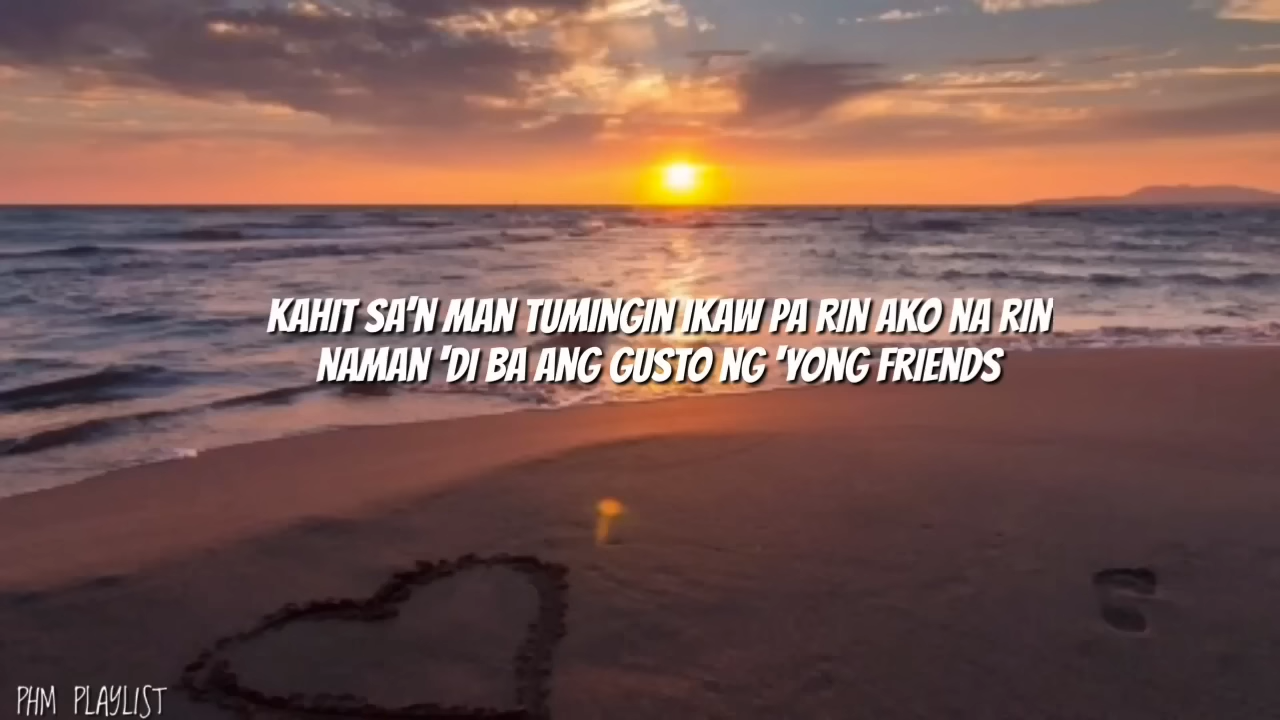 KAHIT SA'N MAN TUMINGIN IKAW PA RIN AKO NA RIN
NAMAN 'DI BA ANG GUSTO NG 'YONG FRIENDS
PHM PLAYLIST